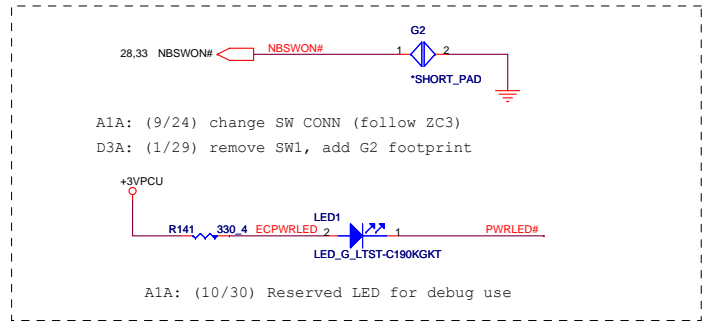 G2
28,33 NBSWON# NBSWON# 1 2
*SHORT_PAD
A1A: (9/24) change SW CONN (follow ZC3)
D3A: (1/29) remove SW1, add G2 footprint
+3VPCU
LED1
R141 330_4 ECPWRLED 2 1 PWRLED#
LED_G_LTST-C190KGKT
A1A: (10/30) Reserved LED for debug use